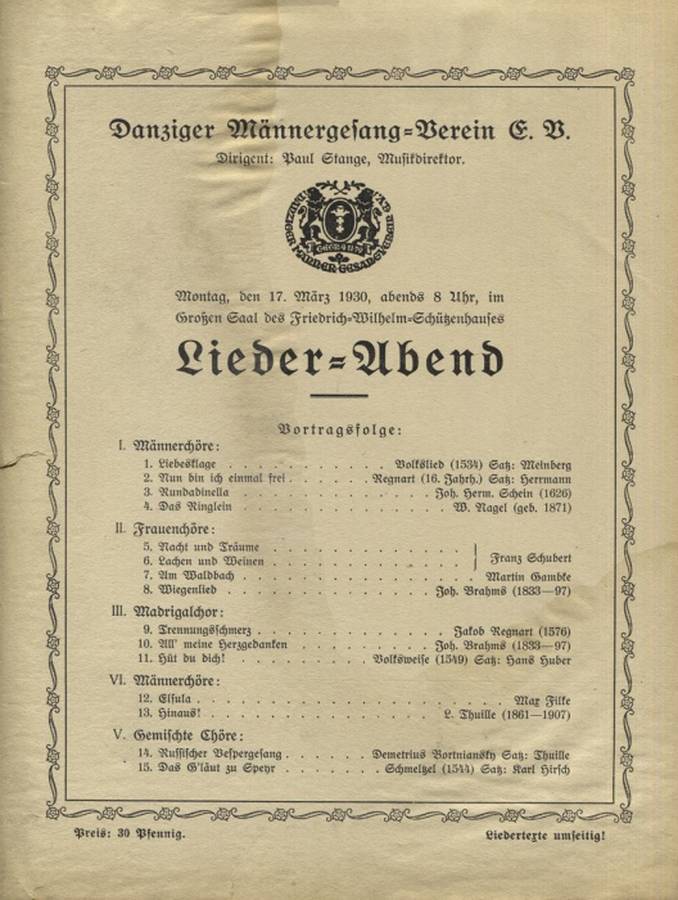 Danziger Männergesang=Verein E. V.
Dirigent: Paul Stange, Musikdirektor.
DANZIGER MÄNNER GESANGVEREIN E.V.
Montag, den 17. März 1930, abends 8 Uhr, im
Großen Saal des Friedrich=Wilhelm=Schützenhauses
Lieder=Abend
Vortragsfolge:
I. Männerchöre:
1. Liebesklage . . . . . . . . . . . Volkslied (1534) Satz: Meinberg
2. Nun bin ich einmal frei . . . . . . . Regnart (16. Jahrh.) Satz: Herrmann
3. Rundadinella . . . . . . . . . . . . . Joh. Herm. Schein (1626)
4. Das Ringlein . . . . . . . . . . . . . . W. Nagel (geb. 1871)
II. Frauenchöre:
5. Nacht und Träume . . . . . . . . . . . .
6. Lachen und Weinen . . . . . . . . . . . . Franz Schubert
7. Am Waldbach . . . . . . . . . . . . . . . Martin Gambke
8. Wiegenlied . . . . . . . . . . . . . Joh. Brahms (1833—97)
III. Madrigalchor:
9. Trennungsschmerz . . . . . . . . . . . . Jakob Regnart (1576)
10. All' meine Herzgedanken . . . . . . . . . Joh. Brahms (1833—97)
11. Hüt du dich! . . . . . . . . . Volksweise (1549) Satz: Hans Huber
VI. Männerchöre:
12. Elsula . . . . . . . . . . . . . . . . . . . Max Filke
13. Hinaus! . . . . . . . . . . . . . . . L. Thuille (1861—1907)
V. Gemischte Chöre:
14. Russischer Vespergesang . . . . . . Demetrius Bortniansky Satz: Thuille
15. Das G'läut zu Speyr . . . . . . . Schmeltzel (1544) Satz: Karl Hirsch
Preis: 30 Pfennig.
Liedertexte umseitig!